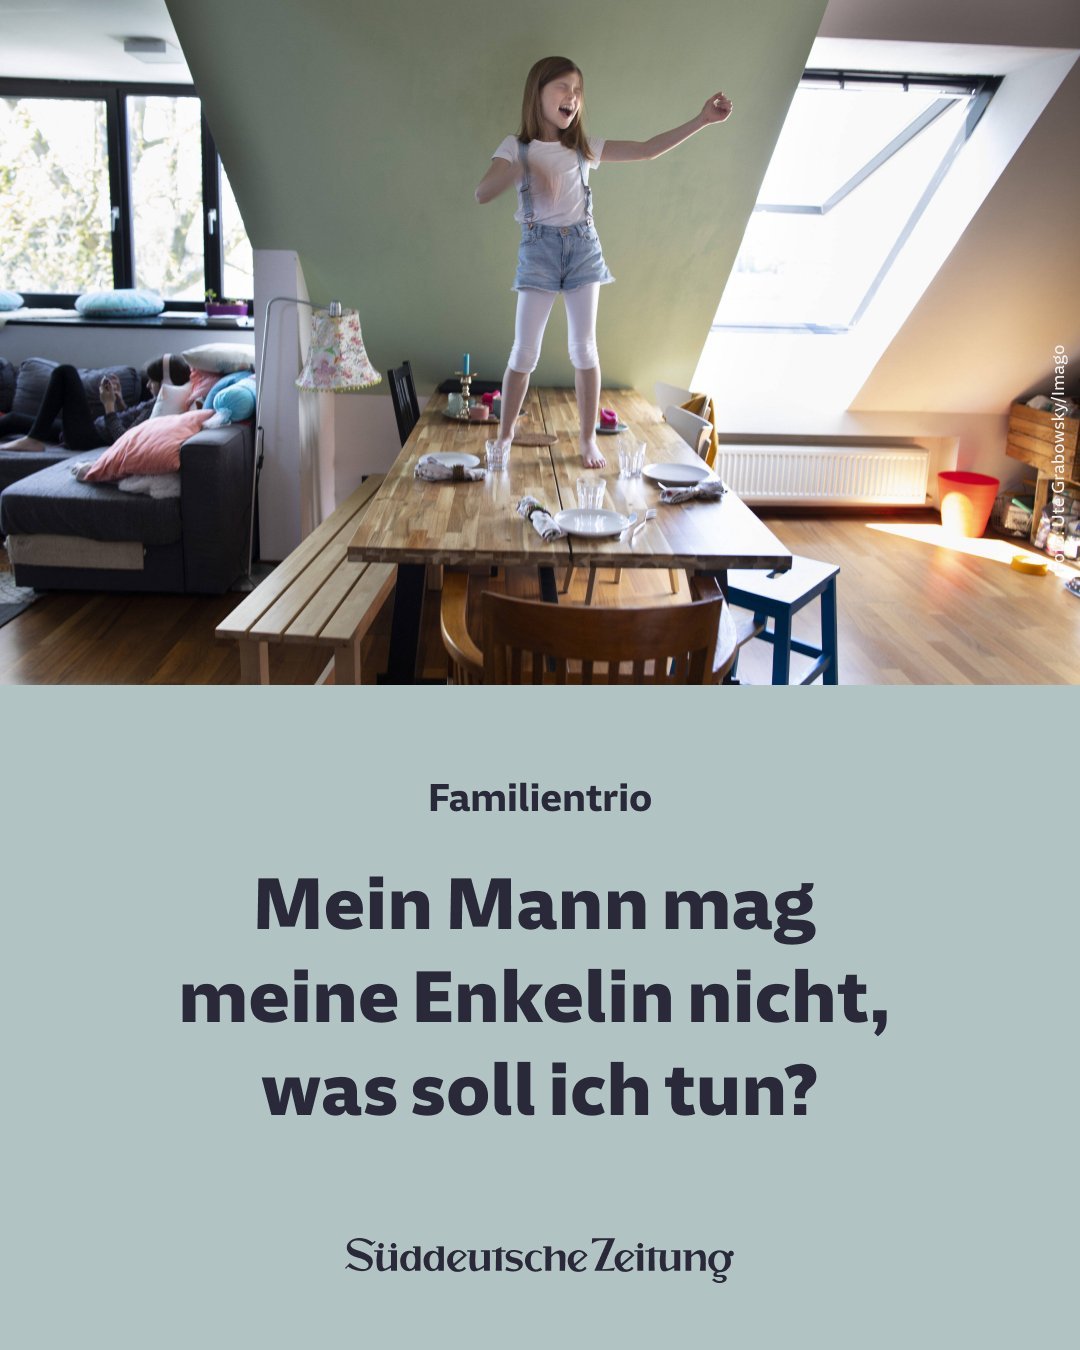 Ute Grabowsky/Imago
Familientrio
Mein Mann mag
meine Enkelin nicht,
was soll ich tun?
Süddeutsche Zeitung